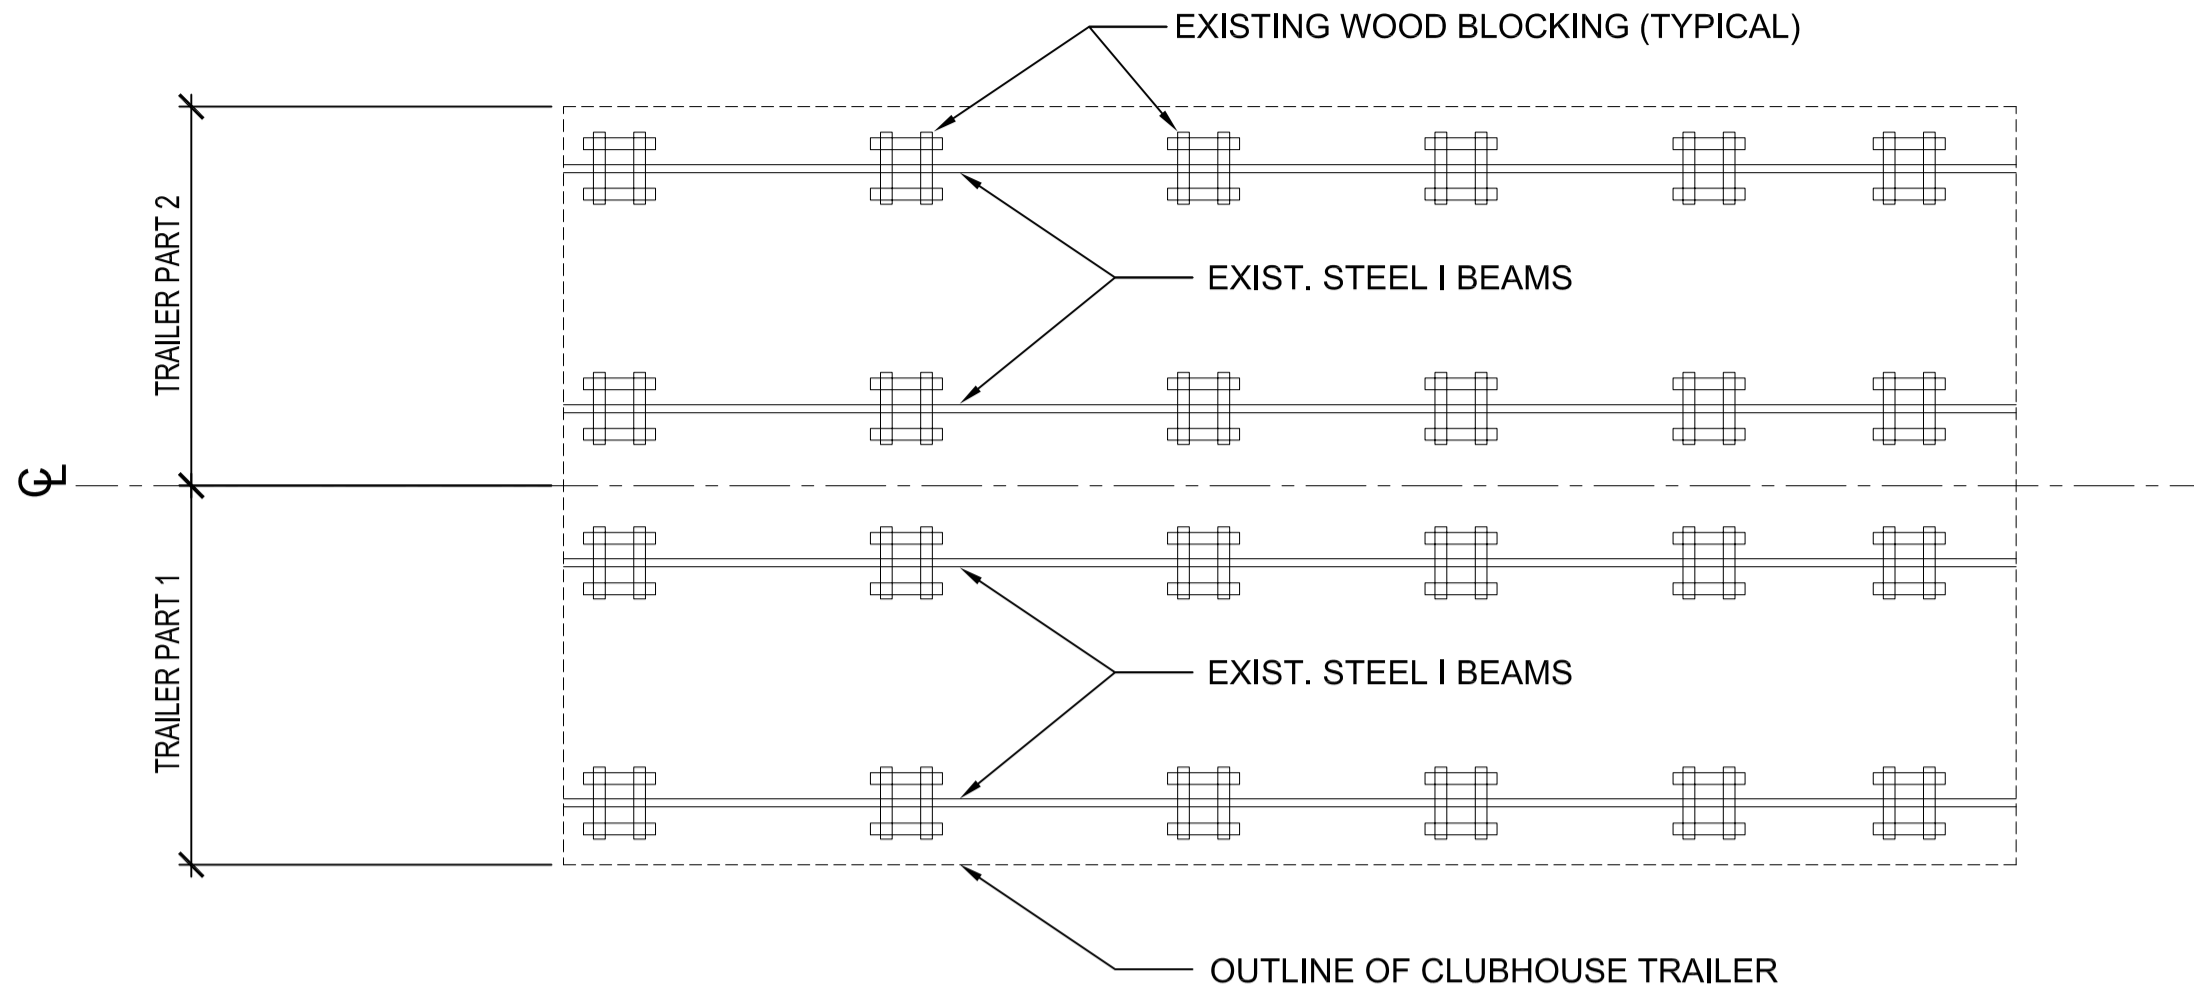 EXISTING WOOD BLOCKING (TYPICAL)
TRAILER PART 2
EXIST. STEEL I BEAMS
℄
TRAILER PART 1
EXIST. STEEL I BEAMS
OUTLINE OF CLUBHOUSE TRAILER